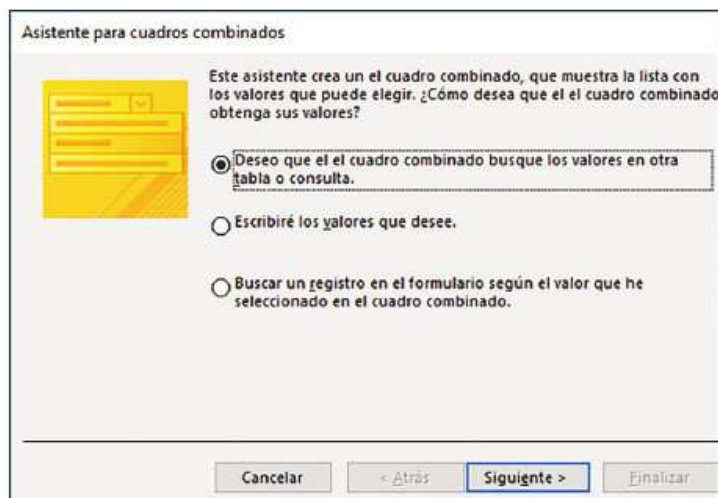 Asistente para cuadros combinados
Este asistente crea un el cuadro combinado, que muestra la lista con
los valores que puede elegir. ¿Cómo desea que el el cuadro combinado
obtenga sus valores?
Deseo que el el cuadro combinado busque los valores en otra
tabla o consulta.
Escribiré los valores que desee.
Buscar un registro en el formulario según el valor que he
seleccionado en el cuadro combinado.
Cancelar < Atrás Siguiente > Finalizar